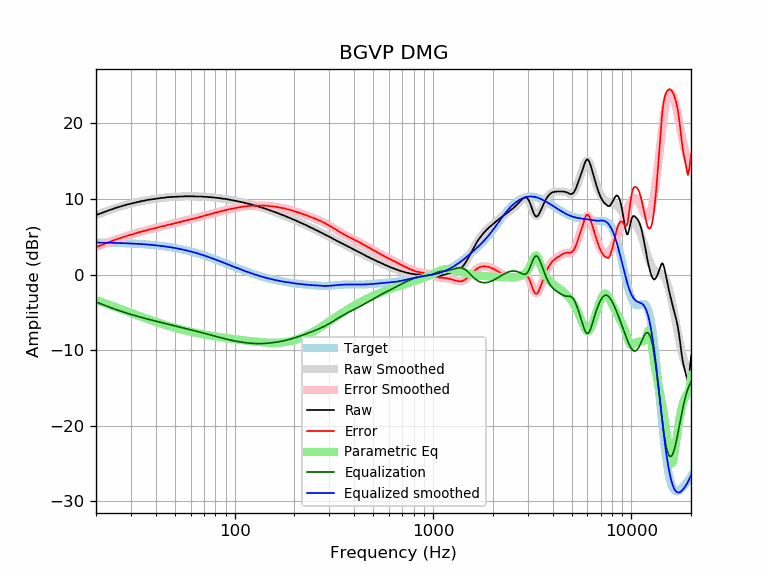 BGVP DMG
Amplitude (dBr)
20
10
0
−10
−20
−30
Target
Raw Smoothed
Error Smoothed
Raw
Error
Parametric Eq
Equalization
Equalized smoothed
100
1000
10000
Frequency (Hz)